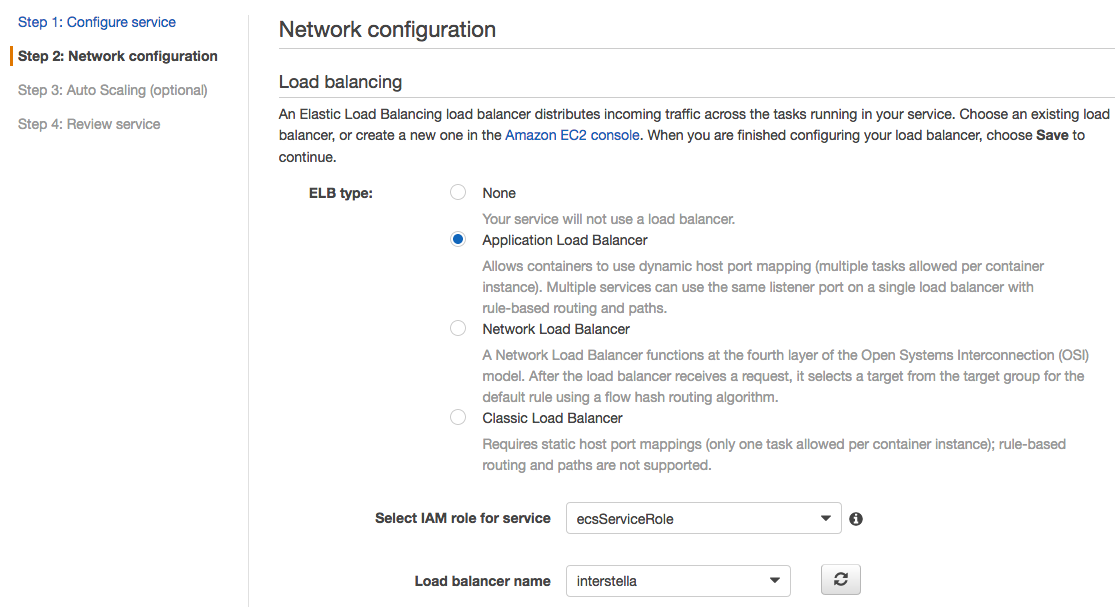 Step 1: Configure service
Step 2: Network configuration
Step 3: Auto Scaling (optional)
Step 4: Review service
Network configuration
Load balancing
An Elastic Load Balancing load balancer distributes incoming traffic across the tasks running in your service. Choose an existing load
balancer, or create a new one in the Amazon EC2 console. When you are finished configuring your load balancer, choose Save to
continue.
ELB type:
None
Your service will not use a load balancer.
Application Load Balancer
Allows containers to use dynamic host port mapping (multiple tasks allowed per container
instance). Multiple services can use the same listener port on a single load balancer with
rule-based routing and paths.
Network Load Balancer
A Network Load Balancer functions at the fourth layer of the Open Systems Interconnection (OSI)
model. After the load balancer receives a request, it selects a target from the target group for the
default rule using a flow hash routing algorithm.
Classic Load Balancer
Requires static host port mappings (only one task allowed per container instance); rule-based
routing and paths are not supported.
Select IAM role for service
ecsServiceRole
Load balancer name
interstella